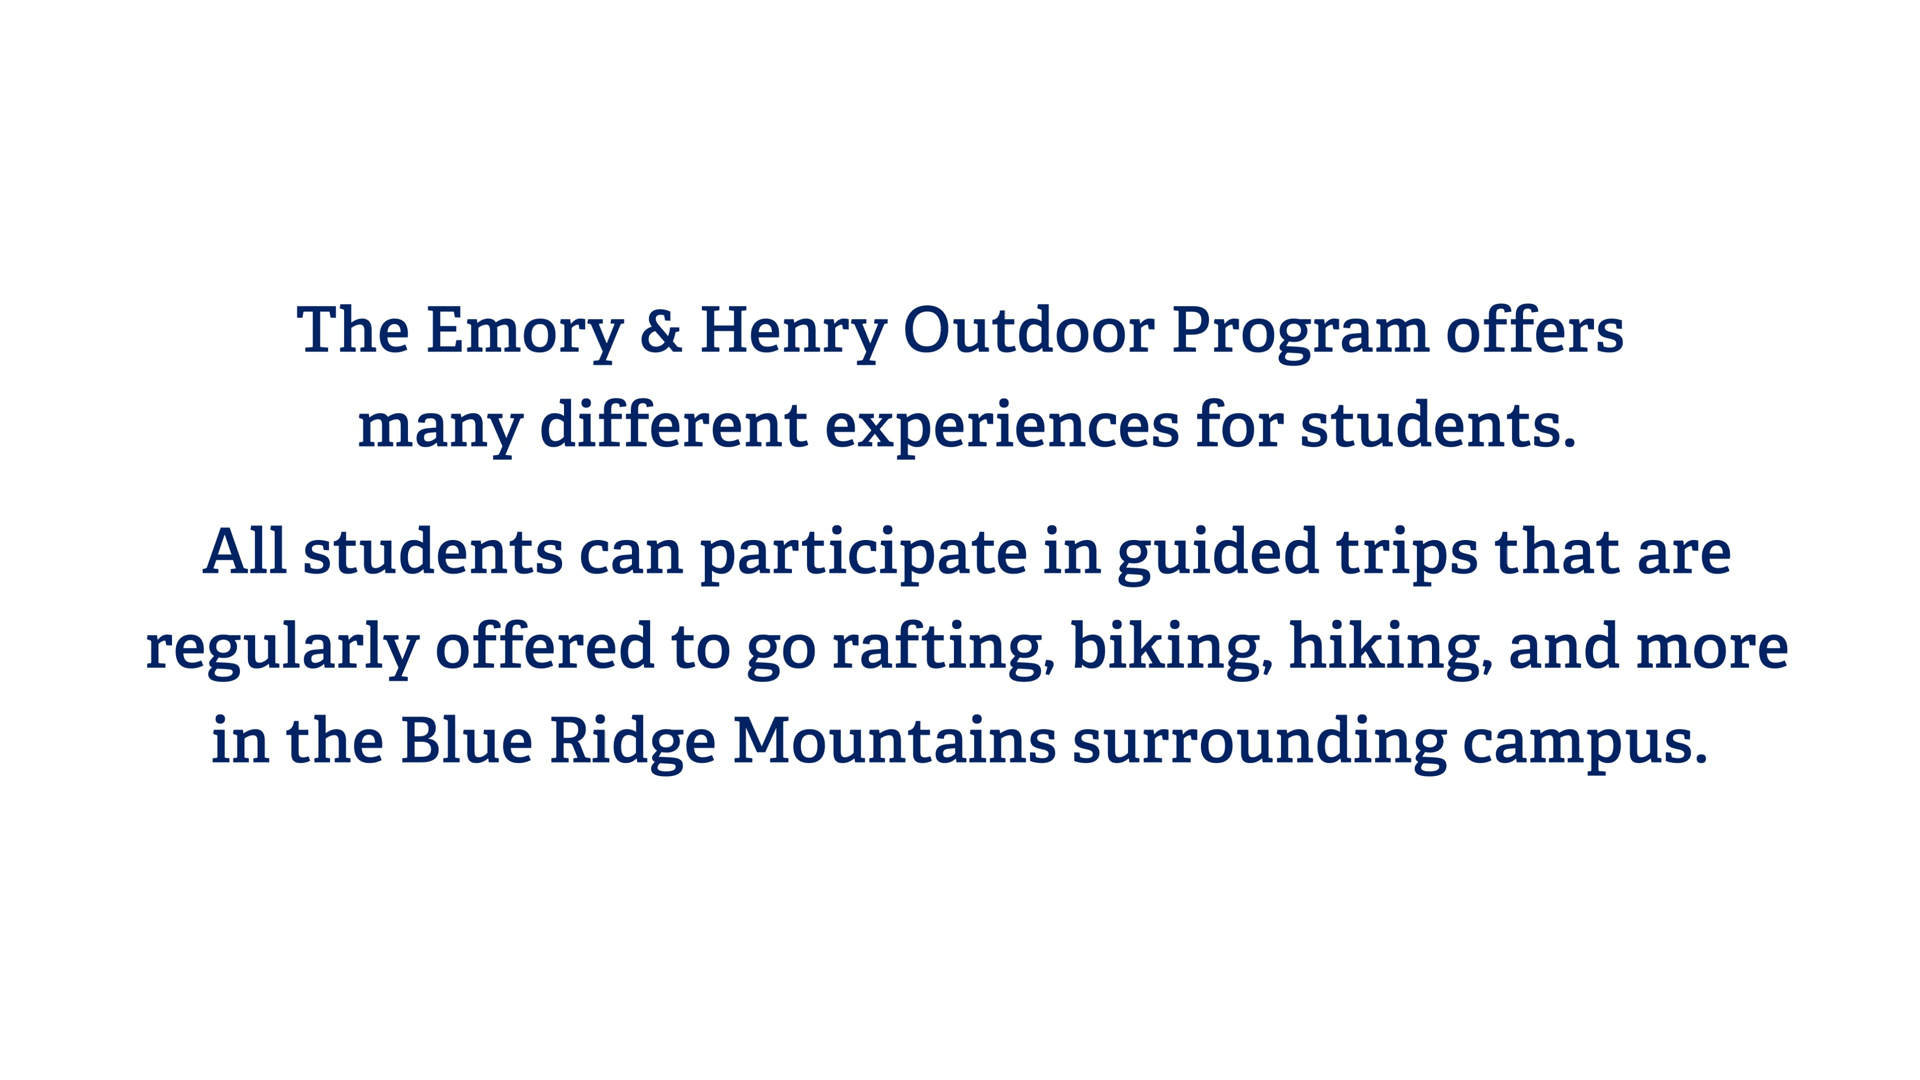 The Emory & Henry Outdoor Program offers
many different experiences for students.
All students can participate in guided trips that are
regularly offered to go rafting, biking, hiking, and more
in the Blue Ridge Mountains surrounding campus.